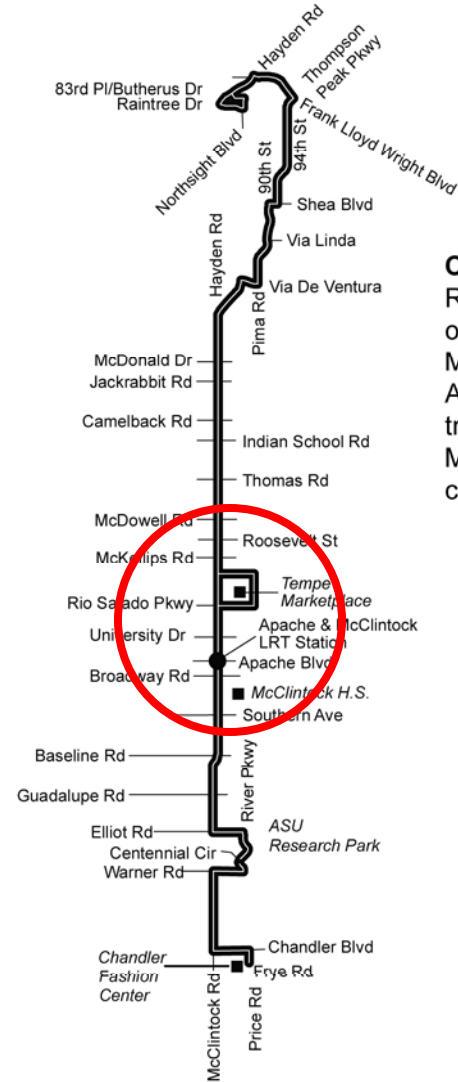 Hayden Rd
Thompson
Peak Pkwy
83rd Pl/Butherus Dr
Raintree Dr
Frank Lloyd Wright Blvd
Northsight Blvd
90th St
94th St
Shea Blvd
Via Linda
Hayden Rd
Via De Ventura
Pima Rd
McDonald Dr
Jackrabbit Rd
Camelback Rd
Indian School Rd
Thomas Rd
McDowell Rd
Roosevelt St
McKellips Rd
Tempe
Marketplace
Rio Salado Pkwy
Apache & McClintock
LRT Station
University Dr
Apache Blvd
Broadway Rd
McClintock H.S.
Southern Ave
Baseline Rd
River Pkwy
Guadalupe Rd
Elliot Rd
ASU
Research Park
Centennial Cir
Warner Rd
Chandler Blvd
Chandler
Fashion
Center
Frye Rd
McClintock Rd
Price Rd